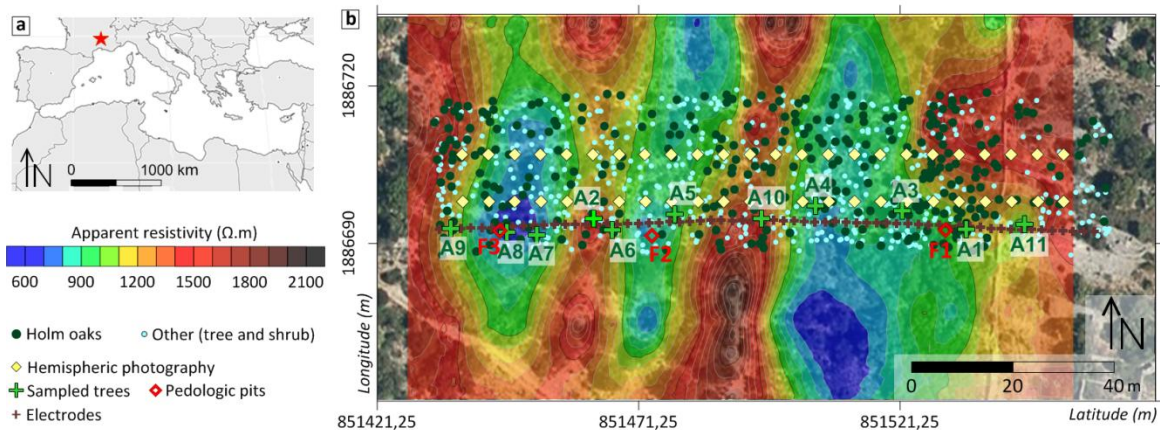 a
N
0 1000 km
Apparent resistivity (Ω.m)
600 900 1200 1500 1800 2100
Holm oaks
Other (tree and shrub)
Hemispheric photography
Sampled trees
Pedologic pits
Electrodes
b
1886720
1886690
Longitude (m)
A2 A5 A10 A4 A3
A9 F3 A8 A7 A6 F2 F1 A1 A11
N
0 20 40 m
851421,25 851471,25 851521,25 Latitude (m)